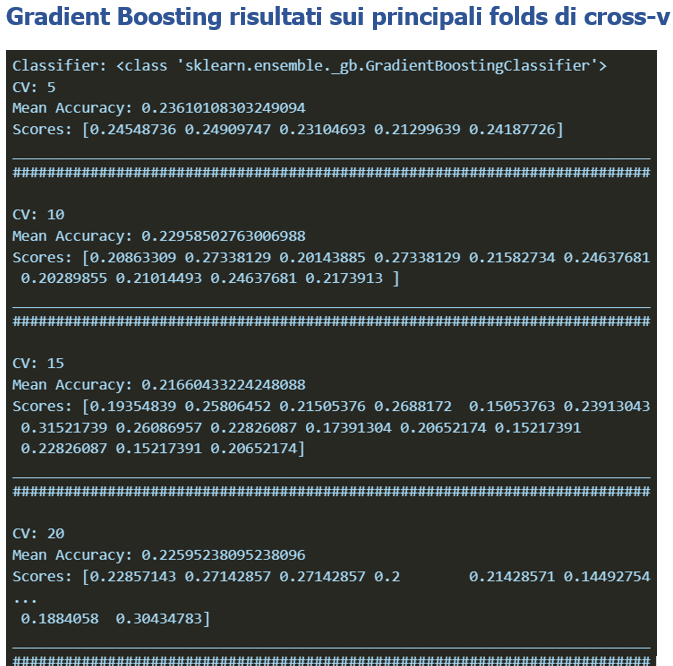 Gradient Boosting risultati sui principali folds di cross-v
Classifier: <class 'sklearn.ensemble._gb.GradientBoostingClassifier'>
CV: 5
Mean Accuracy: 0.23610108303249094
Scores: [0.24548736 0.24909747 0.23104693 0.21299639 0.24187726]
###########################################################################
CV: 10
Mean Accuracy: 0.22958502763006988
Scores: [0.20863309 0.27338129 0.20143885 0.27338129 0.21582734 0.24637681
0.20289855 0.21014493 0.24637681 0.2173913 ]
###########################################################################
CV: 15
Mean Accuracy: 0.21660433224248088
Scores: [0.19354839 0.25806452 0.21505376 0.2688172  0.15053763 0.23913043
0.31521739 0.26086957 0.22826087 0.17391304 0.20652174 0.15217391
0.22826087 0.15217391 0.20652174]
###########################################################################
CV: 20
Mean Accuracy: 0.22595238095238096
Scores: [0.22857143 0.27142857 0.27142857 0.2        0.21428571 0.14492754
...
0.1884058  0.30434783]
###########################################################################